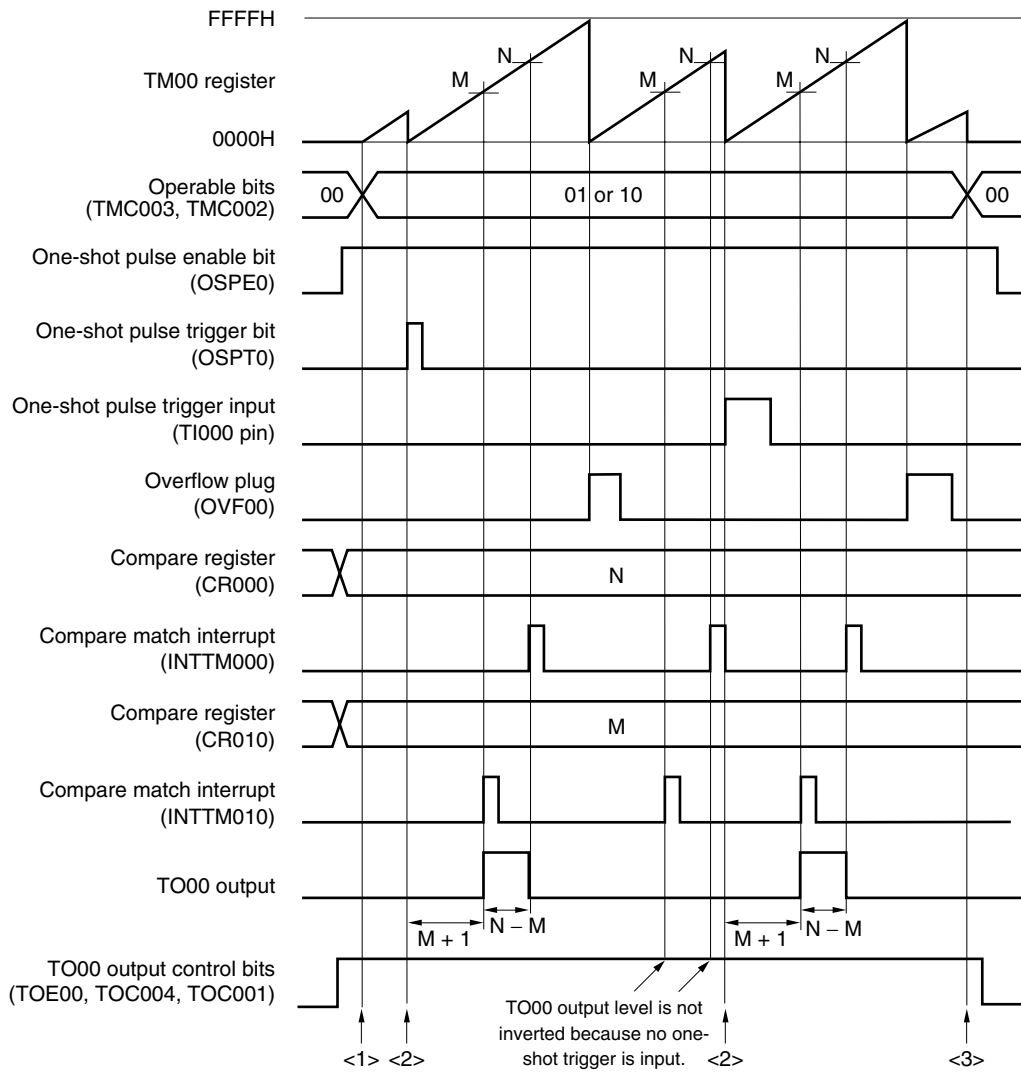 FFFFH
TM00 register
N
M
N
M
N
M
0000H
Operable bits
(TMC003, TMC002)
00
01 or 10
00
One-shot pulse enable bit
(OSPE0)
One-shot pulse trigger bit
(OSPT0)
One-shot pulse trigger input
(TI000 pin)
Overflow plug
(OVF00)
Compare register
(CR000)
N
Compare match interrupt
(INTTM000)
Compare register
(CR010)
M
Compare match interrupt
(INTTM010)
TO00 output
M + 1
N – M
M + 1
N – M
TO00 output control bits
(TOE00, TOC004, TOC001)
TO00 output level is not
inverted because no one-
shot trigger is input.
<1>
<2>
<2>
<3>